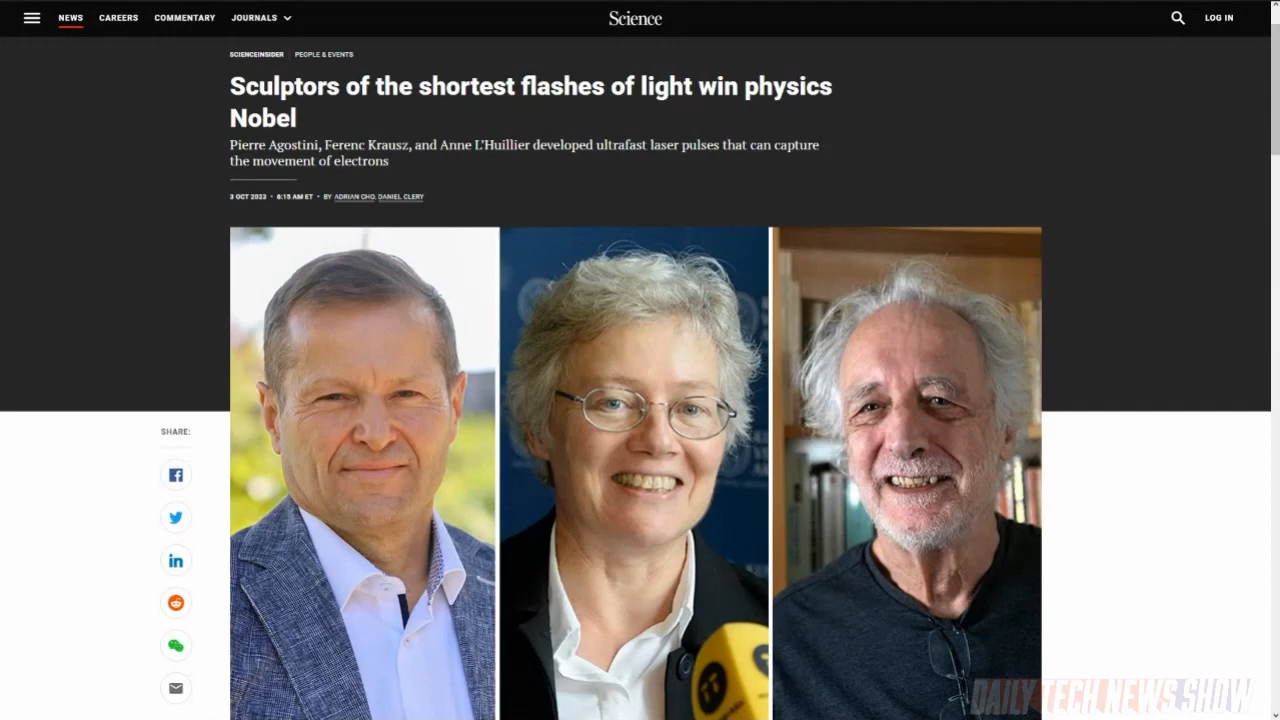 NEWS
CAREERS
COMMENTARY
JOURNALS
Science
LOG IN
SCIENCEINSIDER
PEOPLE & EVENTS
Sculptors of the shortest flashes of light win physics
Nobel
Pierre Agostini, Ferenc Krausz, and Anne L'Huillier developed ultrafast laser pulses that can capture
the movement of electrons
3 OCT 2023 • 6:15 AM ET • BY ADRIAN CHO, DANIEL CLERY
SHARE:
DAILY TECH NEWS SHOW